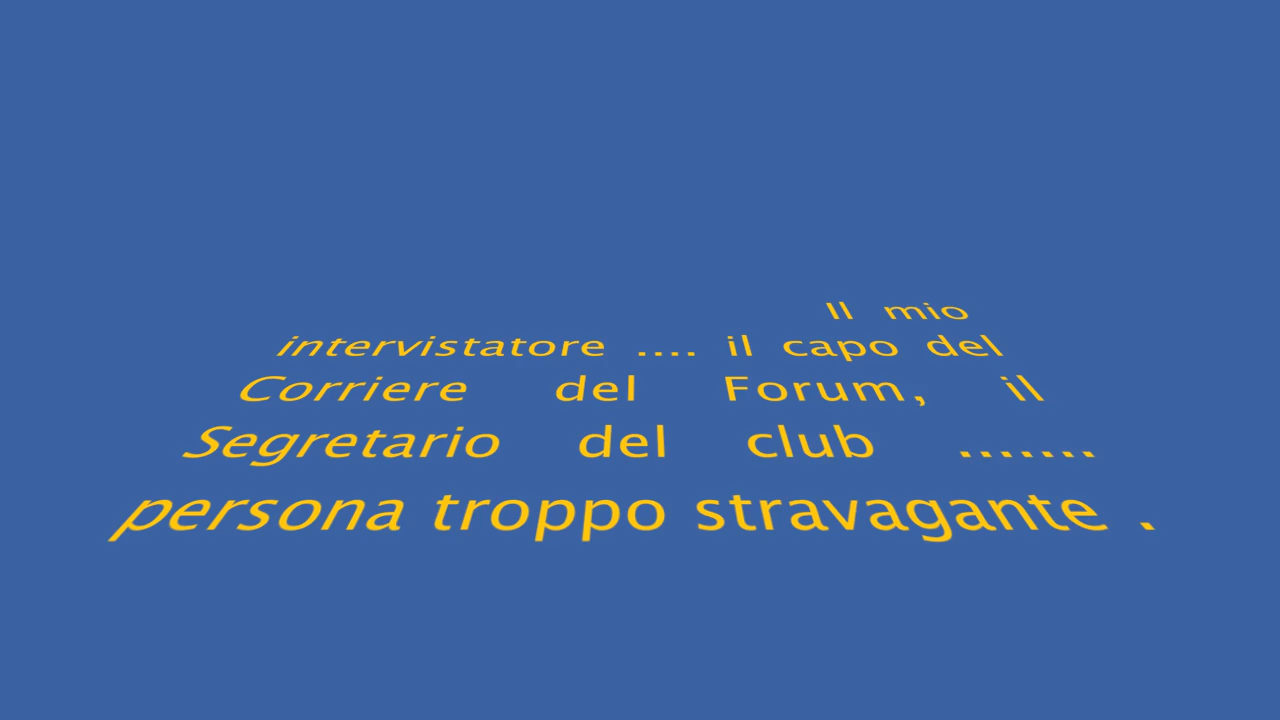 Il mio
intervistatore .... il capo del
Corriere del Forum, il
Segretario del club .......
persona troppo stravagante .